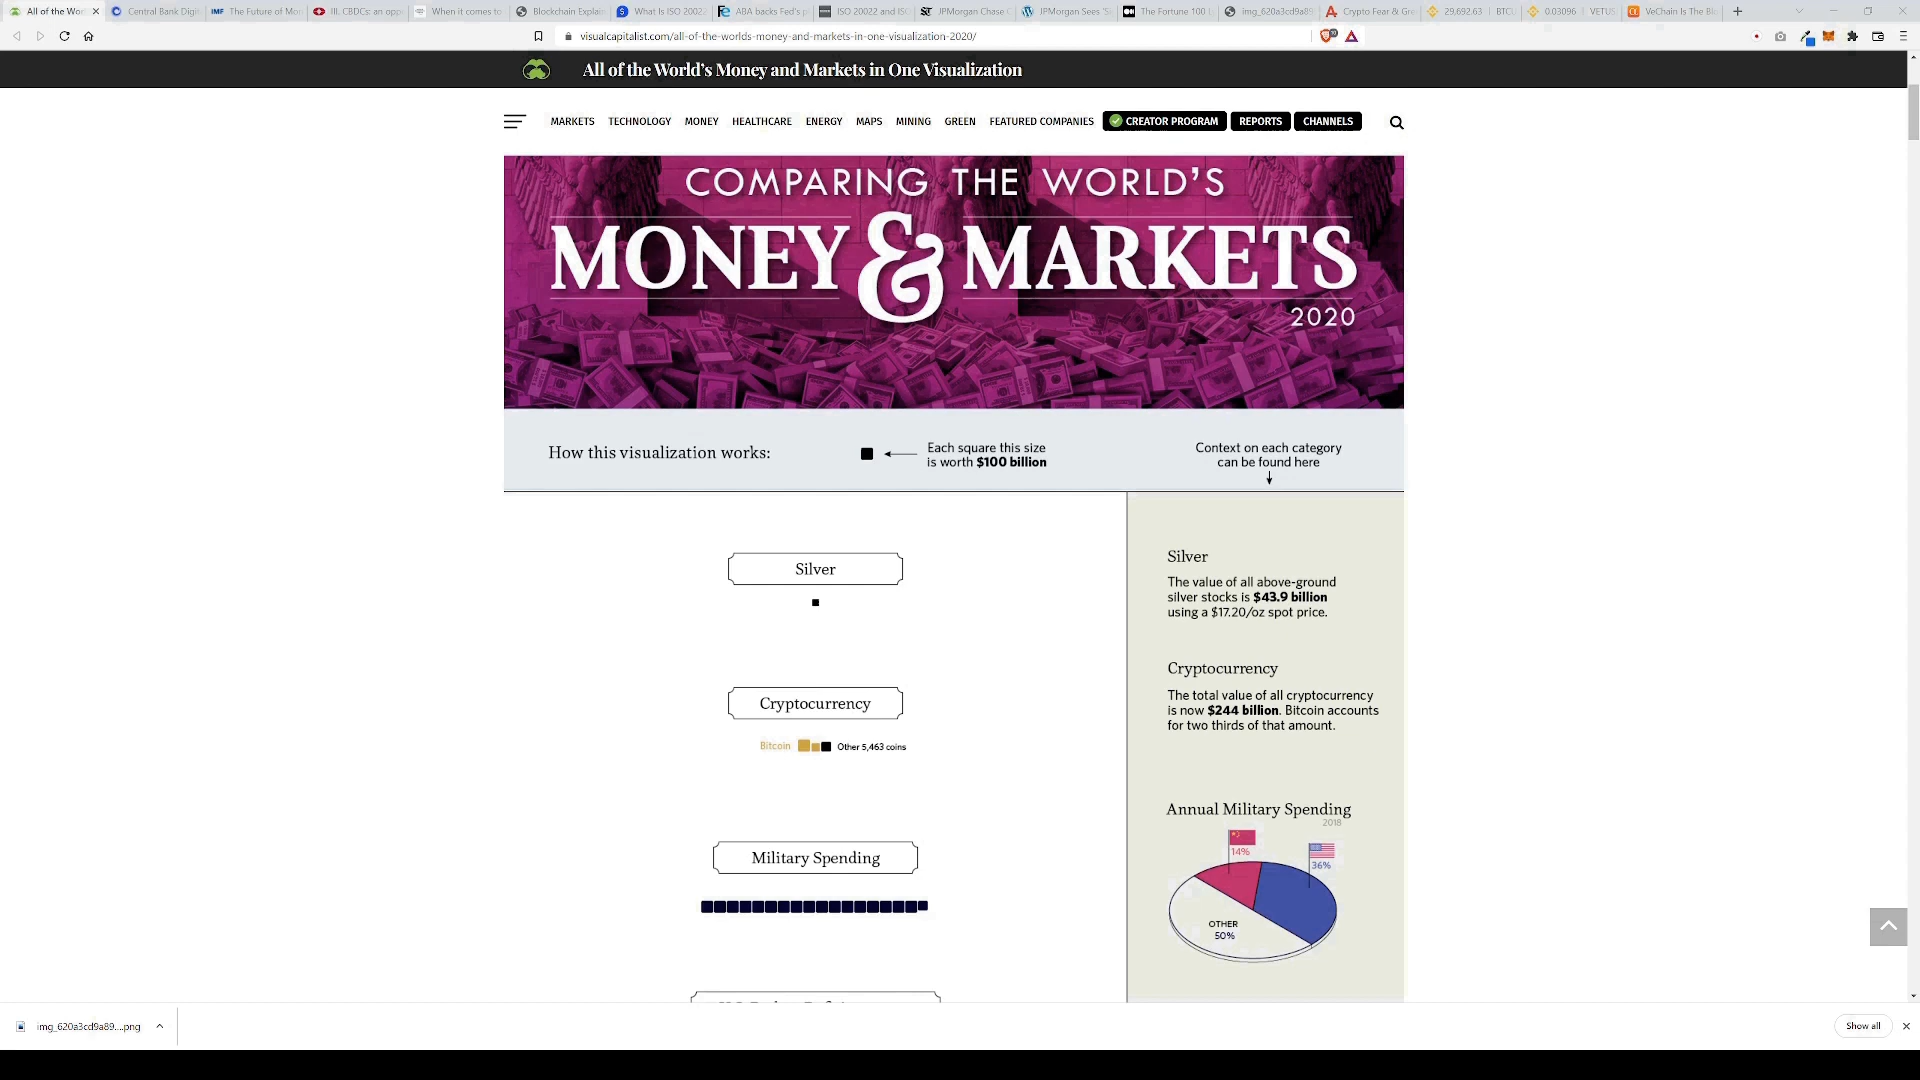 All of the Wor
Central Bank Digi
IMF The Future of Mon
III. CBDCs: an opp
When it comes to
Blockchain Explai
What Is ISO 20022
ABA backs Fed's p
ISO 20022 and ISO
JPMorgan Chase
JPMorgan Sees 'S
The Fortune 100
img_620a3cd9a89
Crypto Fear & Gre
29,692.63 | BTCU
0.03096 | VETUS
VeChain Is The Bl
visualcapitalist.com/all-of-the-worlds-money-and-markets-in-one-visualization-2020/
All of the World's Money and Markets in One Visualization
MARKETS TECHNOLOGY MONEY HEALTHCARE ENERGY MAPS MINING GREEN FEATURED COMPANIES CREATOR PROGRAM REPORTS CHANNELS
COMPARING THE WORLD'S
MONEY & MARKETS
2020
How this visualization works:
Each square this size
is worth $100 billion
Context on each category
can be found here
Silver
Silver
The value of all above-ground
silver stocks is $43.9 billion
using a $17.20/oz spot price.
Cryptocurrency
Bitcoin
Other 5,463 coins
Cryptocurrency
The total value of all cryptocurrency
is now $244 billion. Bitcoin accounts
for two thirds of that amount.
Military Spending
Annual Military Spending
2018
14%
36%
OTHER
50%
img_620a3cd9a89....png
Show all